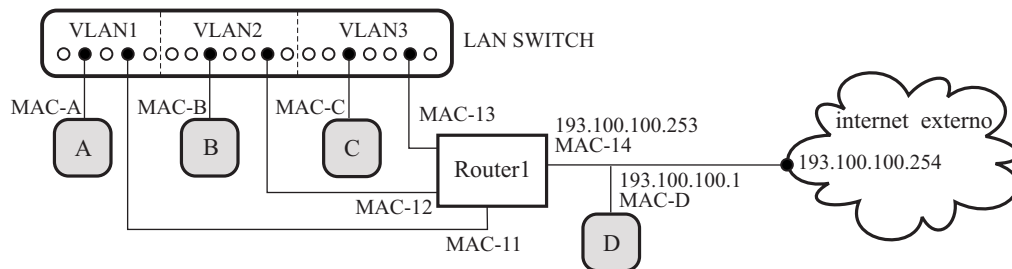 VLAN1 VLAN2 VLAN3
LAN SWITCH
MAC-A MAC-B MAC-C
MAC-13
A B C
193.100.100.253
MAC-14
internet externo
Router1
193.100.100.254
193.100.100.1
MAC-D
MAC-12
MAC-11
D